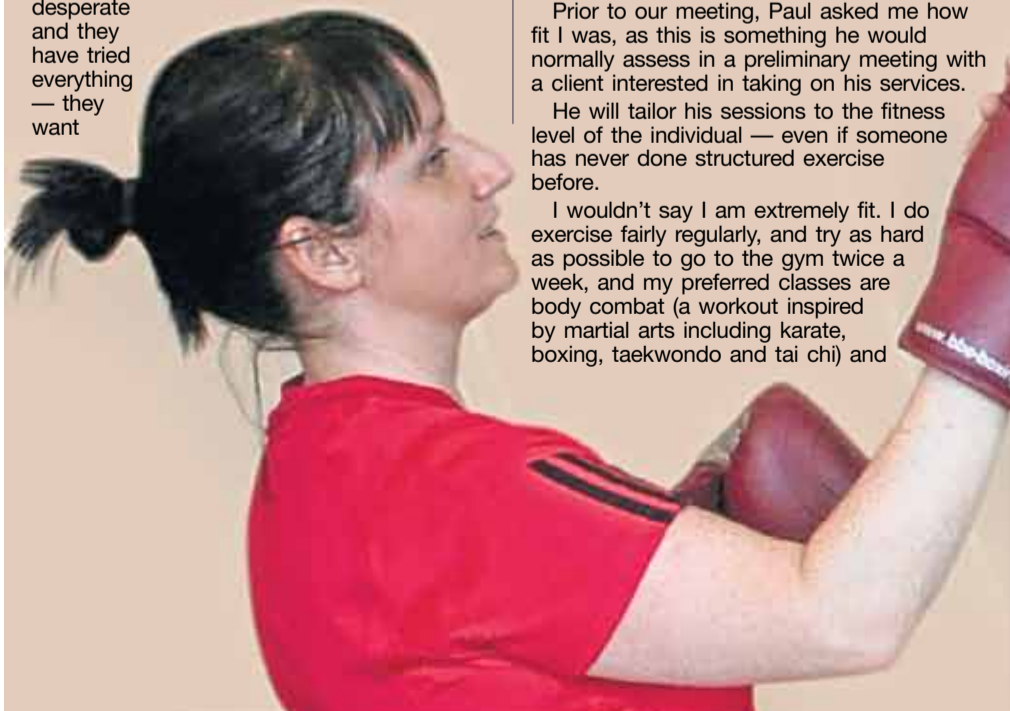 desperate
and they
have tried
everything
— they
want
Prior to our meeting, Paul asked me how
fit I was, as this is something he would
normally assess in a preliminary meeting with
a client interested in taking on his services.
He will tailor his sessions to the fitness
level of the individual — even if someone
has never done structured exercise
before.
I wouldn’t say I am extremely fit. I do
exercise fairly regularly, and try as hard
as possible to go to the gym twice a
week, and my preferred classes are
body combat (a workout inspired
by martial arts including karate,
boxing, taekwondo and tai chi) and